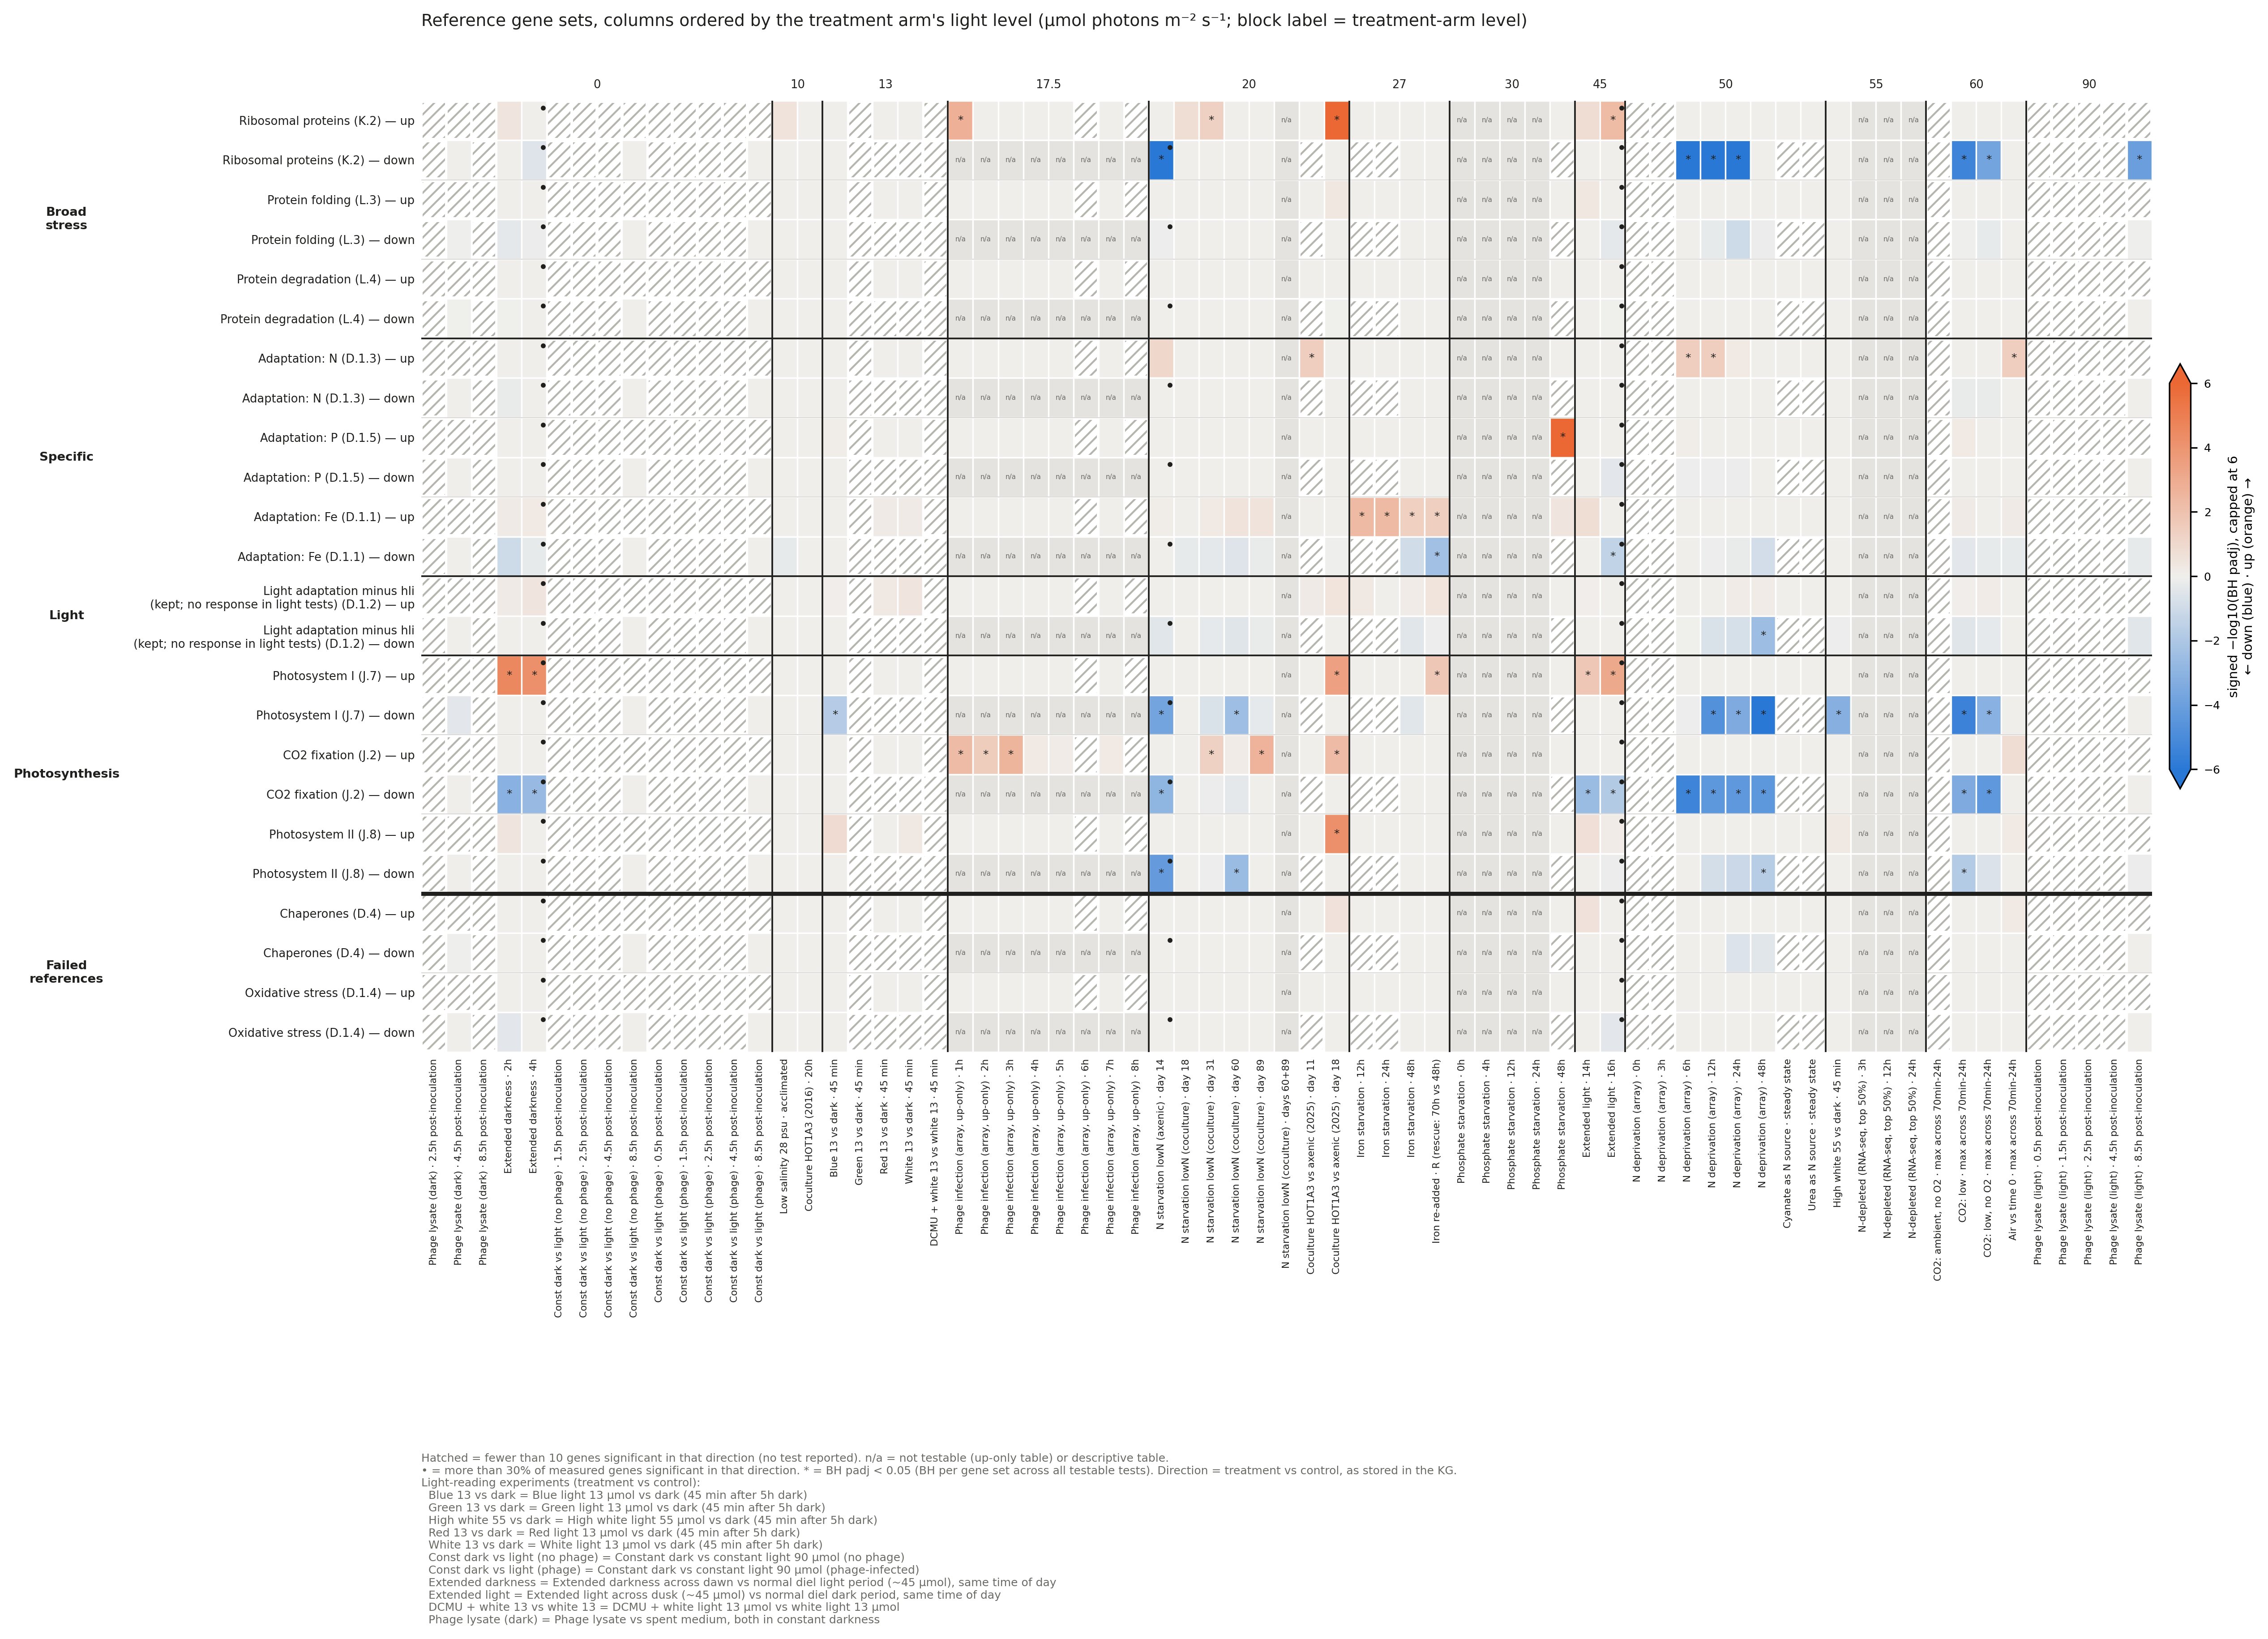 Reference gene sets, columns ordered by the treatment arm's light level (μmol photons m⁻² s⁻¹; block label = treatment-arm level)
0 10 13 17.5 20 27 30 45 50 55 60 90
Broad
stress
Ribosomal proteins (K.2) — up
Ribosomal proteins (K.2) — down
Protein folding (L.3) — up
Protein folding (L.3) — down
Protein degradation (L.4) — up
Protein degradation (L.4) — down
Specific
Adaptation: N (D.1.3) — up
Adaptation: N (D.1.3) — down
Adaptation: P (D.1.5) — up
Adaptation: P (D.1.5) — down
Adaptation: Fe (D.1.1) — up
Adaptation: Fe (D.1.1) — down
Light
Light adaptation minus hli
(kept; no response in light tests) (D.1.2) — up
Light adaptation minus hli
(kept; no response in light tests) (D.1.2) — down
Photosynthesis
Photosystem I (J.7) — up
Photosystem I (J.7) — down
CO2 fixation (J.2) — up
CO2 fixation (J.2) — down
Photosystem II (J.8) — up
Photosystem II (J.8) — down
Failed
references
Chaperones (D.4) — up
Chaperones (D.4) — down
Oxidative stress (D.1.4) — up
Oxidative stress (D.1.4) — down
6
4
2
0
−2
−4
−6
signed −log10(BH padj), capped at 6
← down (blue) · up (orange) →
Phage lysate (dark) · 2.5h post-inoculation
Phage lysate (dark) · 4.5h post-inoculation
Phage lysate (dark) · 8.5h post-inoculation
Extended darkness · 2h
Extended darkness · 4h
Const dark vs light (no phage) · 1.5h post-inoculation
Const dark vs light (no phage) · 2.5h post-inoculation
Const dark vs light (no phage) · 4.5h post-inoculation
Const dark vs light (no phage) · 8.5h post-inoculation
Const dark vs light (phage) · 0.5h post-inoculation
Const dark vs light (phage) · 1.5h post-inoculation
Const dark vs light (phage) · 2.5h post-inoculation
Const dark vs light (phage) · 4.5h post-inoculation
Const dark vs light (phage) · 8.5h post-inoculation
Low salinity 28 psu · acclimated
Coculture HOT1A3 (2016) · 20h
Blue 13 vs dark · 45 min
Green 13 vs dark · 45 min
Red 13 vs dark · 45 min
White 13 vs dark · 45 min
DCMU + white 13 vs white 13 · 45 min
Phage infection (array, up-only) · 1h
Phage infection (array, up-only) · 2h
Phage infection (array, up-only) · 3h
Phage infection (array, up-only) · 4h
Phage infection (array, up-only) · 5h
Phage infection (array, up-only) · 6h
Phage infection (array, up-only) · 7h
Phage infection (array, up-only) · 8h
N starvation lowN (axenic) · day 14
N starvation lowN (coculture) · day 18
N starvation lowN (coculture) · day 31
N starvation lowN (coculture) · day 60
N starvation lowN (coculture) · day 89
N starvation lowN (coculture) · days 60+89
Coculture HOT1A3 vs axenic (2025) · day 11
Coculture HOT1A3 vs axenic (2025) · day 18
Iron starvation · 12h
Iron starvation · 24h
Iron starvation · 48h
Iron re-added · R (rescue: 70h vs 48h)
Phosphate starvation · 0h
Phosphate starvation · 4h
Phosphate starvation · 12h
Phosphate starvation · 24h
Phosphate starvation · 48h
Extended light · 14h
Extended light · 16h
N deprivation (array) · 0h
N deprivation (array) · 3h
N deprivation (array) · 6h
N deprivation (array) · 12h
N deprivation (array) · 24h
N deprivation (array) · 48h
Cyanate as N source · steady state
Urea as N source · steady state
High white 55 vs dark · 45 min
N-depleted (RNA-seq, top 50%) · 3h
N-depleted (RNA-seq, top 50%) · 12h
N-depleted (RNA-seq, top 50%) · 24h
CO2: ambient, no O2 · max across 70min-24h
CO2: low · max across 70min-24h
CO2: low, no O2 · max across 70min-24h
Air vs time 0 · max across 70min-24h
Phage lysate (light) · 0.5h post-inoculation
Phage lysate (light) · 1.5h post-inoculation
Phage lysate (light) · 2.5h post-inoculation
Phage lysate (light) · 4.5h post-inoculation
Phage lysate (light) · 8.5h post-inoculation
Hatched = fewer than 10 genes significant in that direction (no test reported). n/a = not testable (up-only table) or descriptive table.
• = more than 30% of measured genes significant in that direction. * = BH padj < 0.05 (BH per gene set across all testable tests). Direction = treatment vs control, as stored in the KG.
Light-reading experiments (treatment vs control):
Blue 13 vs dark = Blue light 13 μmol vs dark (45 min after 5h dark)
Green 13 vs dark = Green light 13 μmol vs dark (45 min after 5h dark)
High white 55 vs dark = High white light 55 μmol vs dark (45 min after 5h dark)
Red 13 vs dark = Red light 13 μmol vs dark (45 min after 5h dark)
White 13 vs dark = White light 13 μmol vs dark (45 min after 5h dark)
Const dark vs light (no phage) = Constant dark vs constant light 90 μmol (no phage)
Const dark vs light (phage) = Constant dark vs constant light 90 μmol (phage-infected)
Extended darkness = Extended darkness across dawn vs normal diel light period (~45 μmol), same time of day
Extended light = Extended light across dusk (~45 μmol) vs normal diel dark period, same time of day
DCMU + white 13 vs white 13 = DCMU + white light 13 μmol vs white light 13 μmol
Phage lysate (dark) = Phage lysate vs spent medium, both in constant darkness